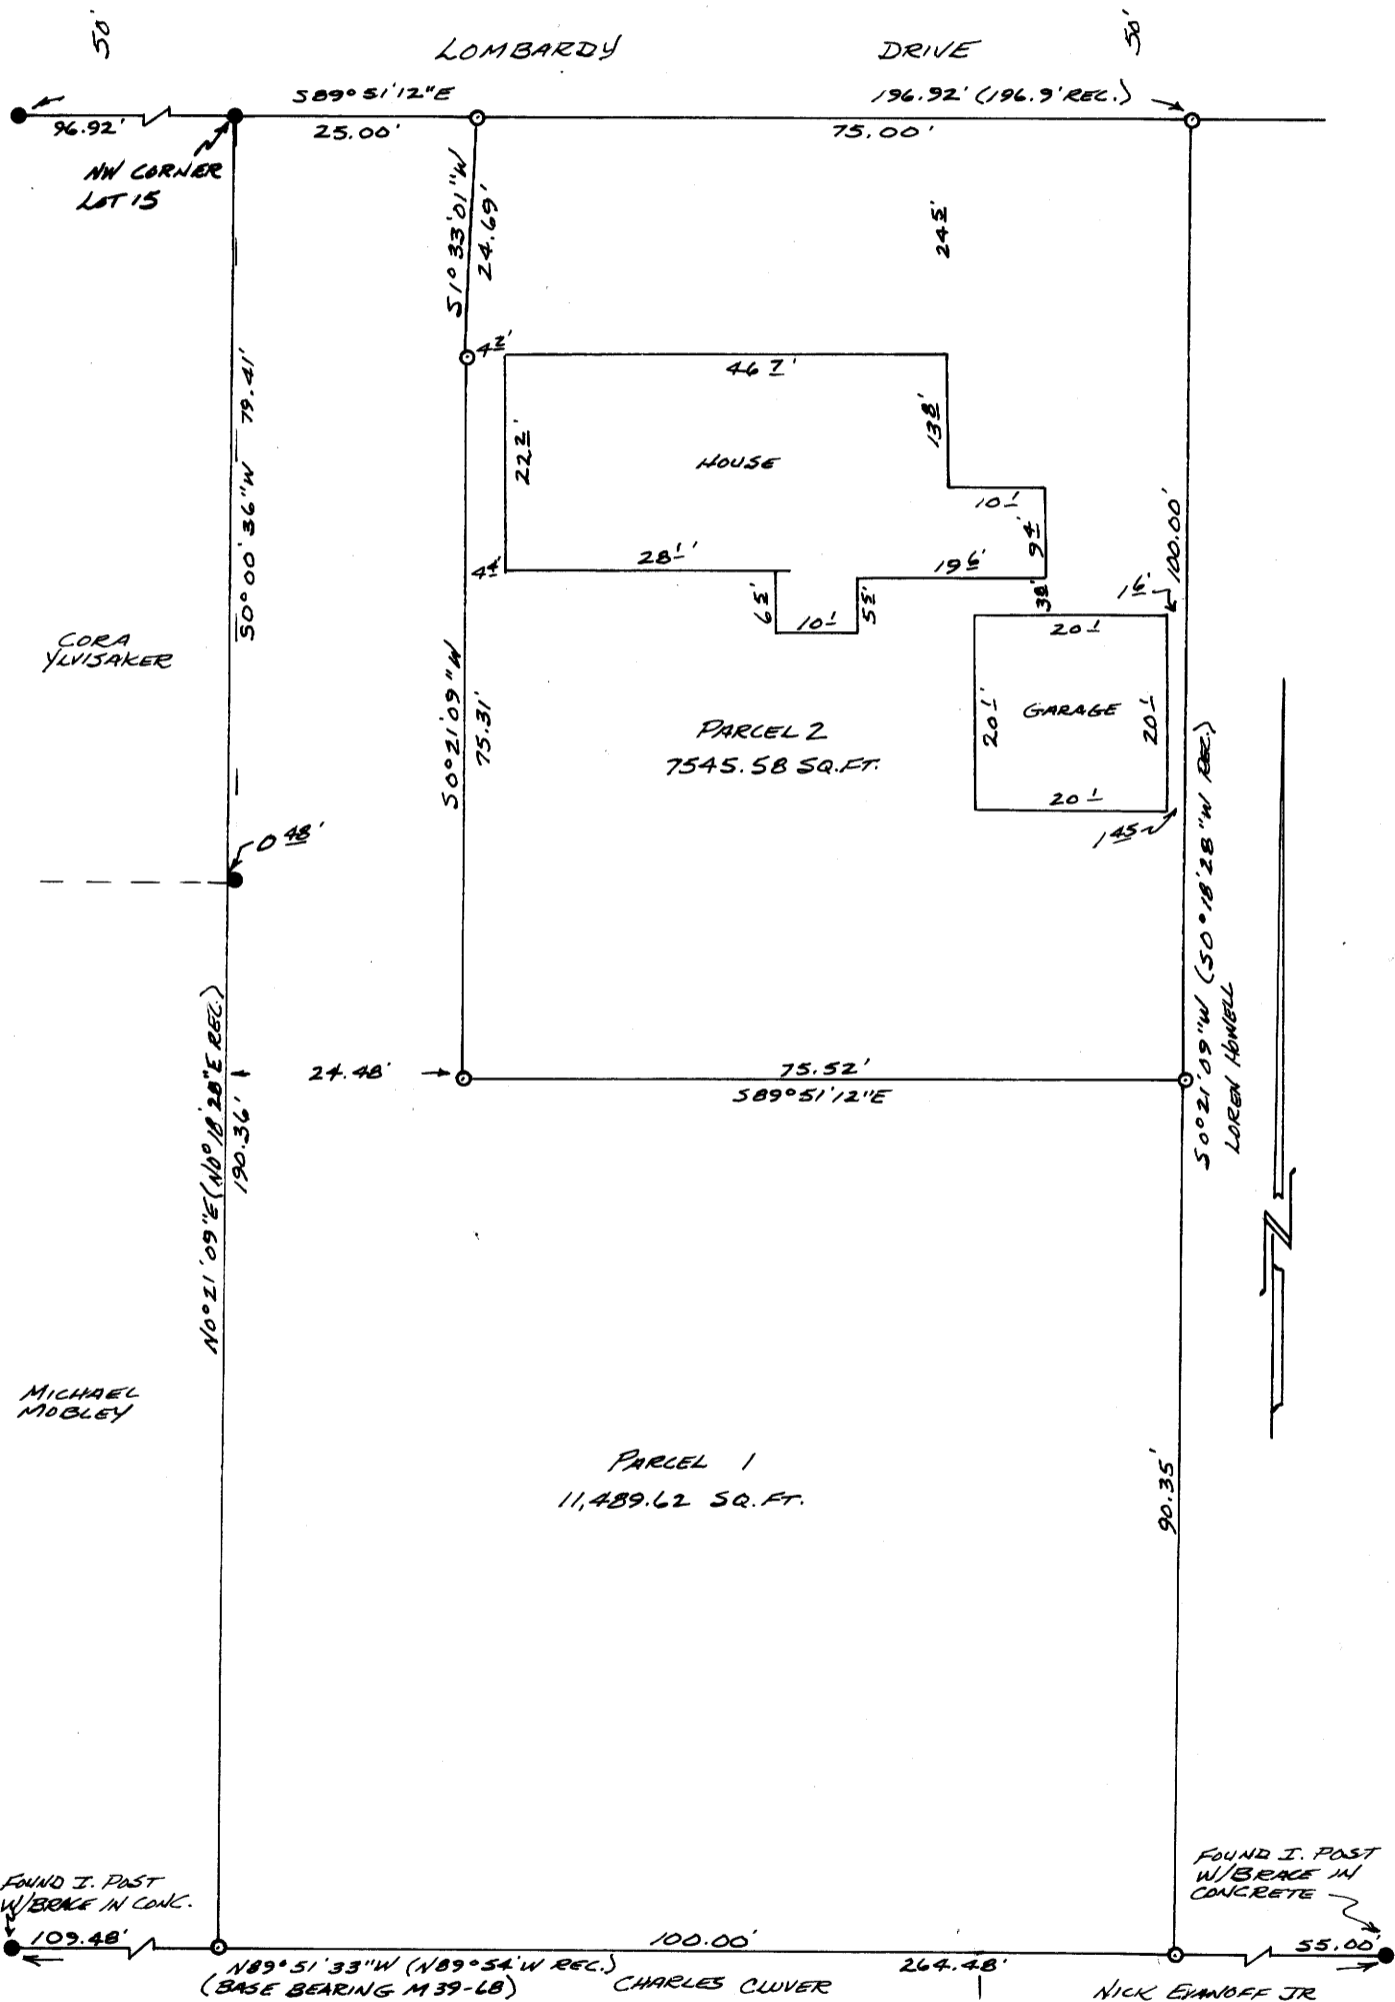 50'
LOMBARDY DRIVE
50'
S89°51'12"E
196.92' (196.9' REC.)
96.92'
25.00'
75.00'
NW CORNER
LOT 15
S1°33'01"W
24.69'
24 5'
4 2'
46 7'
S0°00'36"W 79.41'
22 2'
HOUSE
13 8'
10 1
9 4'
28 1'
19 6'
4 4'
6 5'
10 1
5 5'
3 8'
1 6'
100.00'
20 1
CORA
YLVISAKER
S0°21'09"W
75.31'
20 1'
GARAGE
20 1
PARCEL 2
7545.58 SQ.FT.
20 1
1 45
0 48'
S0°21'09"W (S0°18'28"W REC.)
LOREN HOWELL
N0°21'09"E (N0°18'28"E REC.)
190.36'
24.48'
75.52'
S89°51'12"E
N
MICHAEL
MOBLEY
PARCEL 1
11,489.62 SQ.FT.
90.35'
FOUND I. POST
W/BRACE IN CONC.
FOUND I. POST
W/BRACE IN
CONCRETE
109.48'
100.00'
264.48'
55.00'
N89°51'33"W (N89°54'W REC.)
(BASE BEARING M39-68)
CHARLES CLUVER
NICK EVANOFF JR